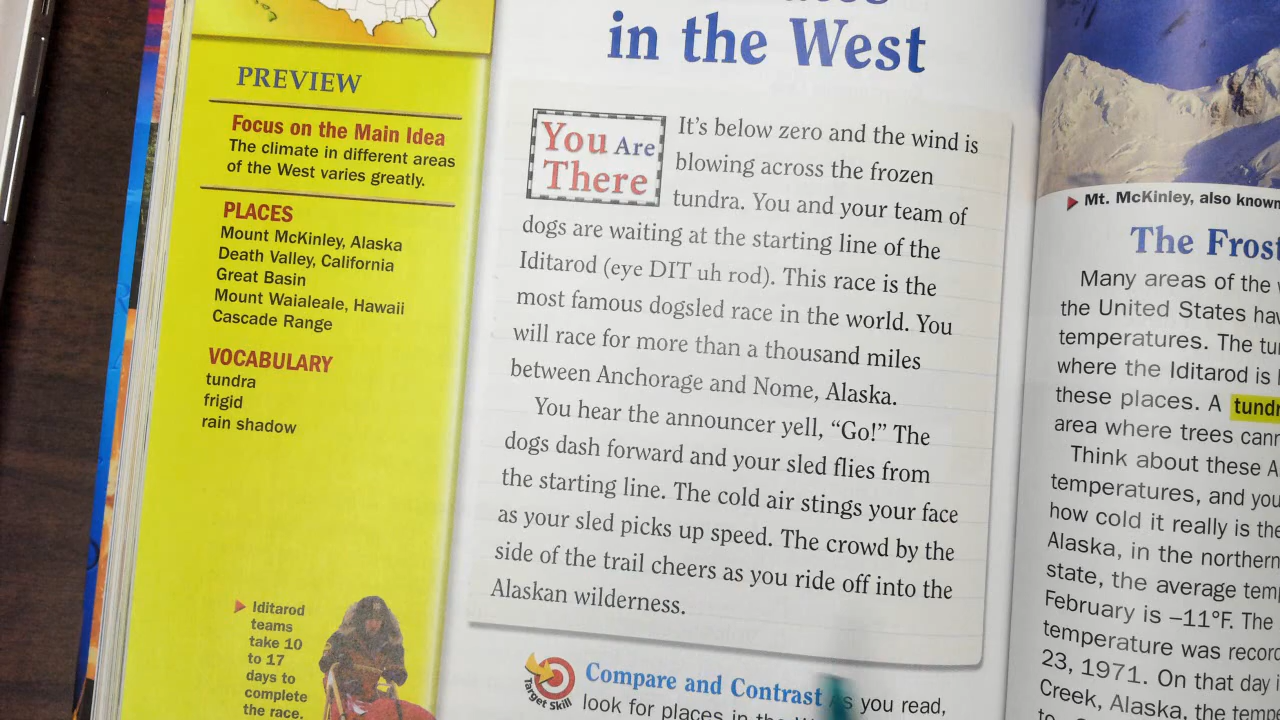 in the West
PREVIEW
Focus on the Main Idea
The climate in different areas
of the West varies greatly.
PLACES
Mount McKinley, Alaska
Death Valley, California
Great Basin
Mount Waialeale, Hawaii
Cascade Range
VOCABULARY
tundra
frigid
rain shadow
Iditarod
teams
take 10
to 17
days to
complete
the race.
You Are
There
It's below zero and the wind is
blowing across the frozen
tundra. You and your team of
dogs are waiting at the starting line of the
Iditarod (eye DIT uh rod). This race is the
most famous dogsled race in the world. You
will race for more than a thousand miles
between Anchorage and Nome, Alaska.
You hear the announcer yell, “Go!” The
dogs dash forward and your sled flies from
the starting line. The cold air stings your face
as your sled picks up speed. The crowd by the
side of the trail cheers as you ride off into the
Alaskan wilderness.
Target Skill
Compare and Contrast As you read,
look for places in the
Mt. McKinley, also known
The
Many areas of the
the United States
temperatures. The
where the Iditarod is
these places. A
area where trees
Think about these
temperatures, and
how cold it really is
Alaska, in the northern
state, the average
February is –11°F. The
temperature was
23, 1971. On that day
Creek, Alaska, the